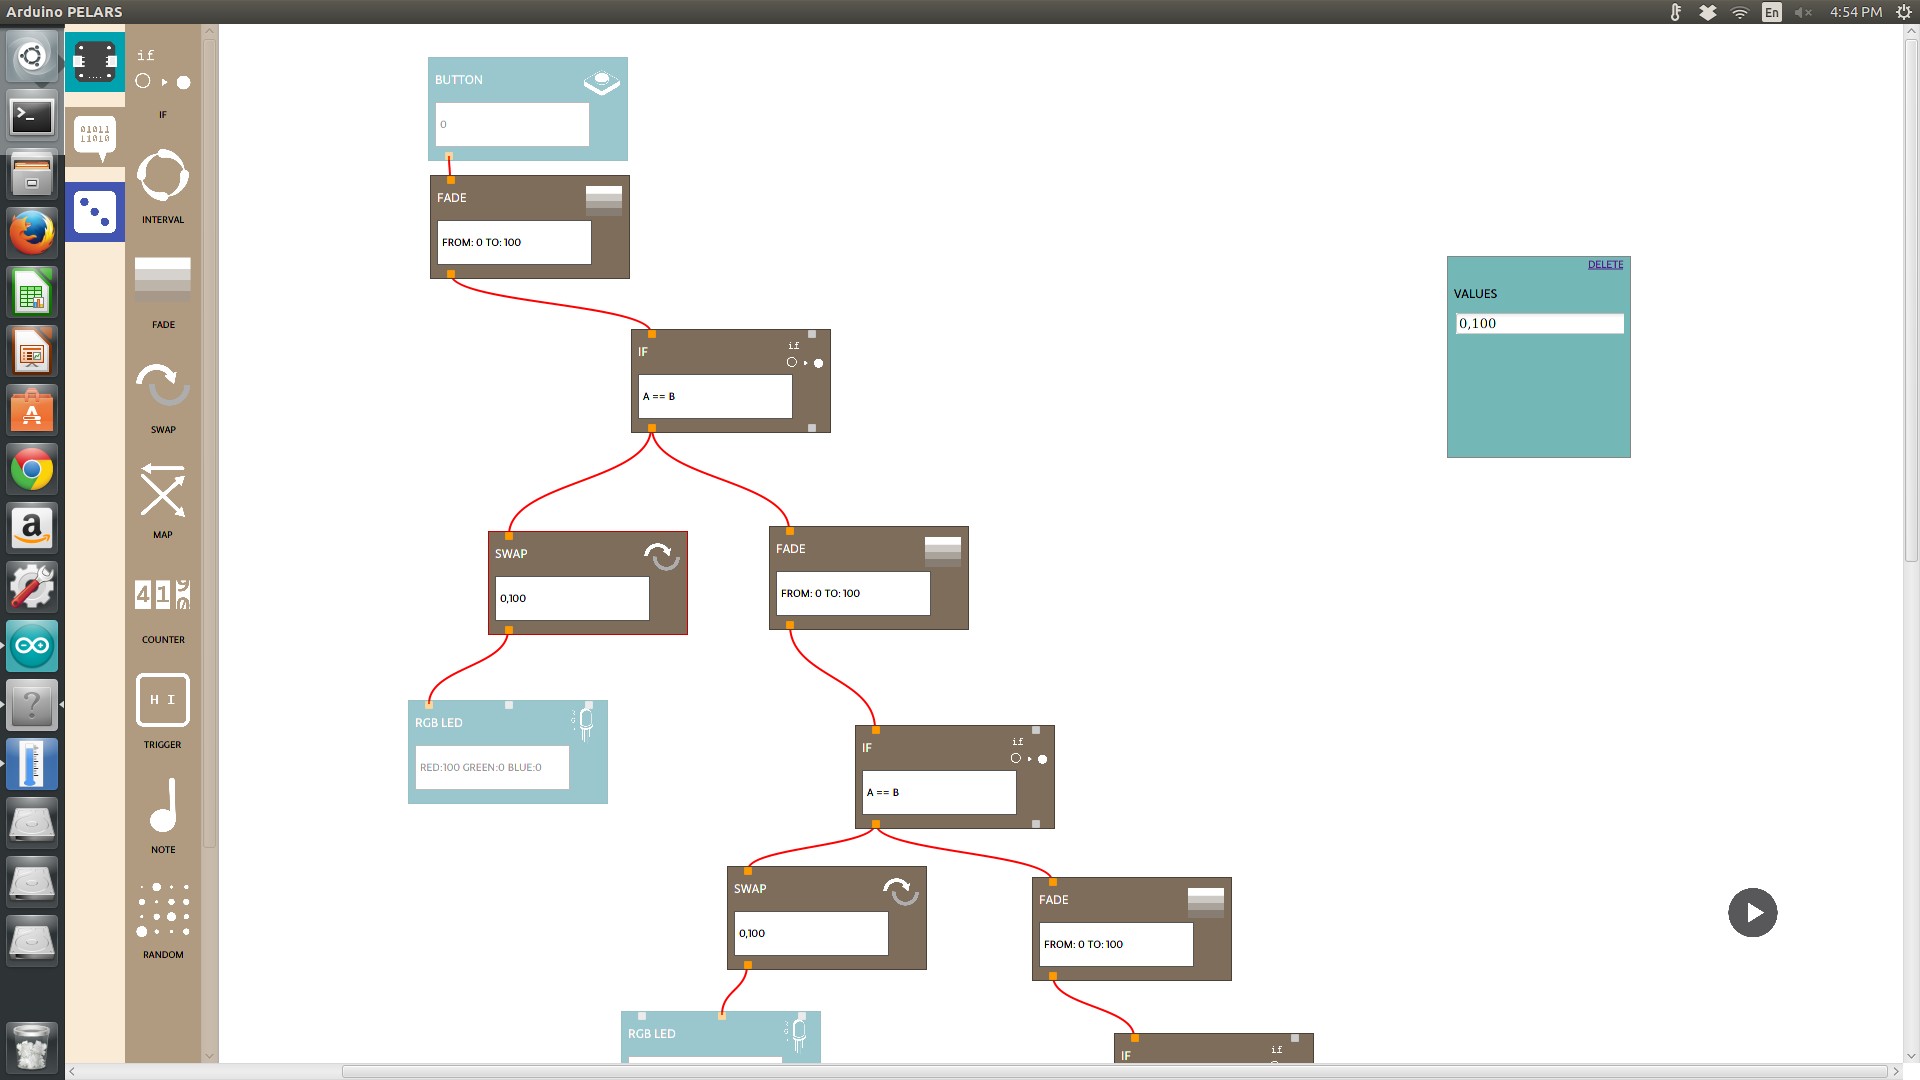 Arduino PELARS
En
4:54 PM
01011
11010
if
IF
INTERVAL
FADE
SWAP
MAP
COUNTER
H I
TRIGGER
NOTE
RANDOM
BUTTON
0
FADE
FROM: 0 TO: 100
IF
if
A == B
DELETE
VALUES
0,100
SWAP
0,100
FADE
FROM: 0 TO: 100
RGB LED
RED:100 GREEN:0 BLUE:0
IF
if
A == B
SWAP
0,100
FADE
FROM: 0 TO: 100
RGB LED
IF
if